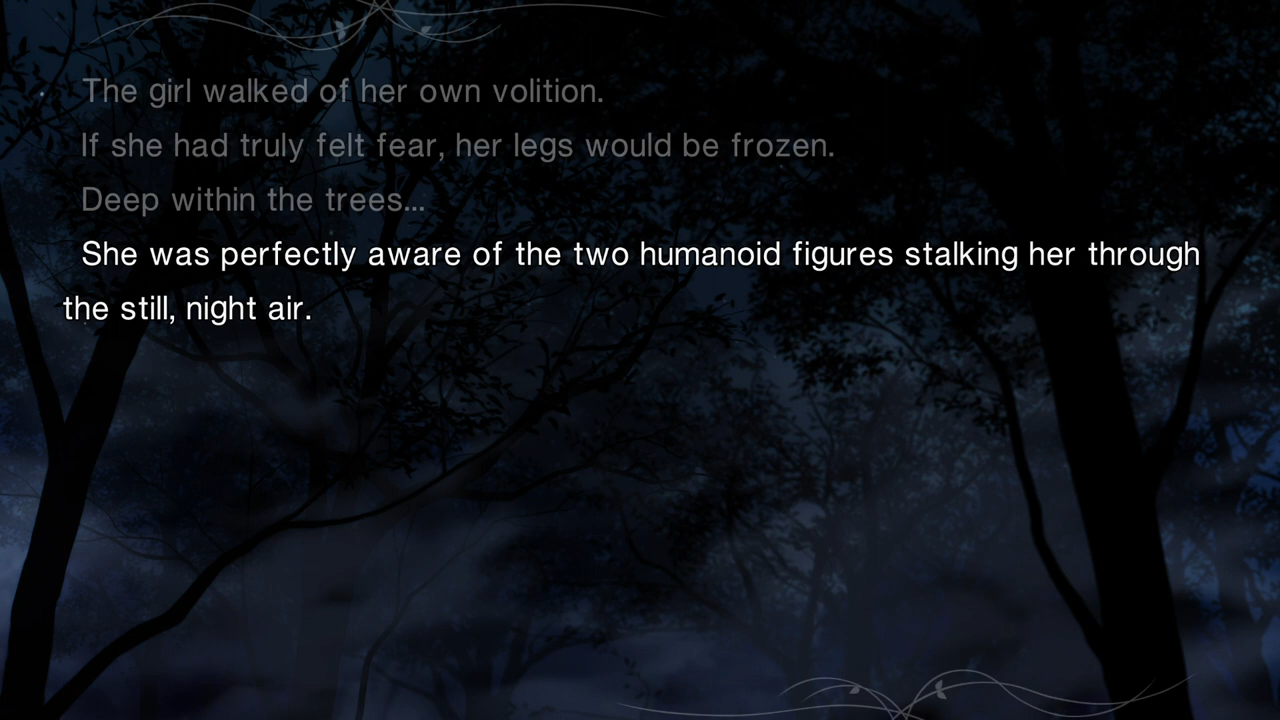 The girl walked of her own volition.
If she had truly felt fear, her legs would be frozen.
Deep within the trees...
She was perfectly aware of the two humanoid figures stalking her through
the still, night air.